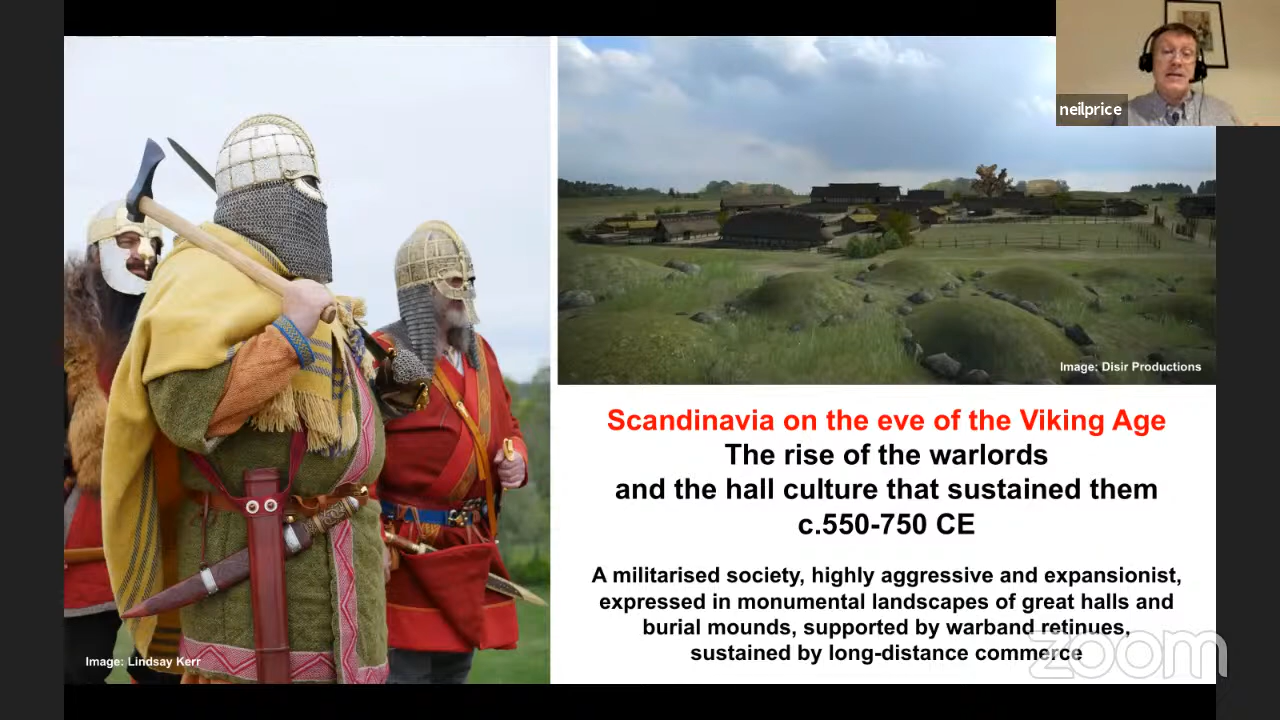 neilprice
Image: Disir Productions
Scandinavia on the eve of the Viking Age
The rise of the warlords
and the hall culture that sustained them
c.550-750 CE
A militarised society, highly aggressive and expansionist,
expressed in monumental landscapes of great halls and
burial mounds, supported by warband retinues,
sustained by long-distance commerce
Image: Lindsay Kerr
zoom